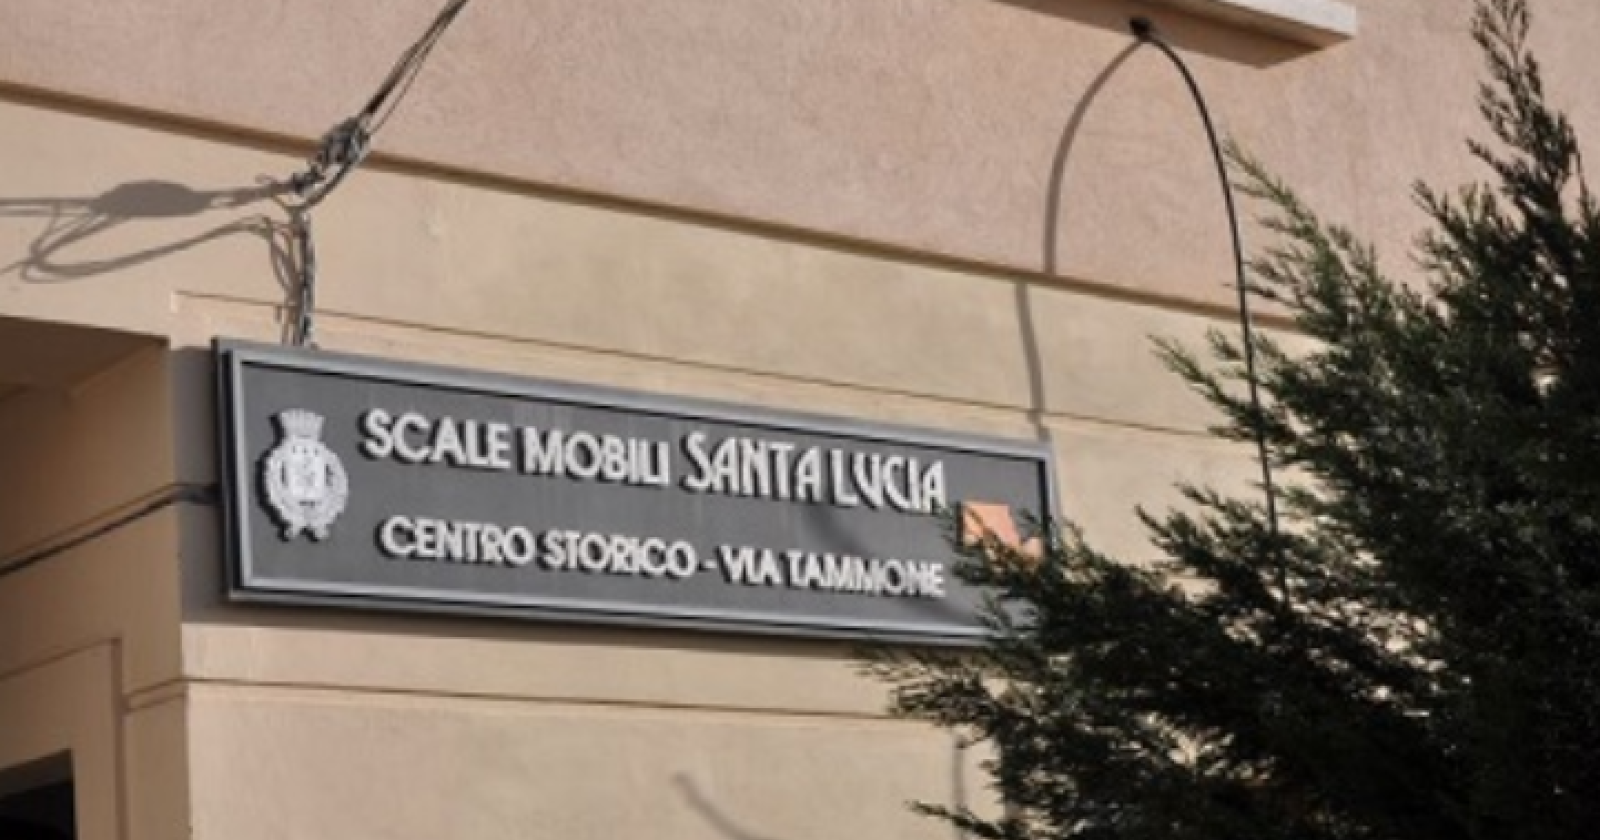 SCALE MOBILI SANTA LUCIA
CENTRO STORICO - VIA TAMMONE